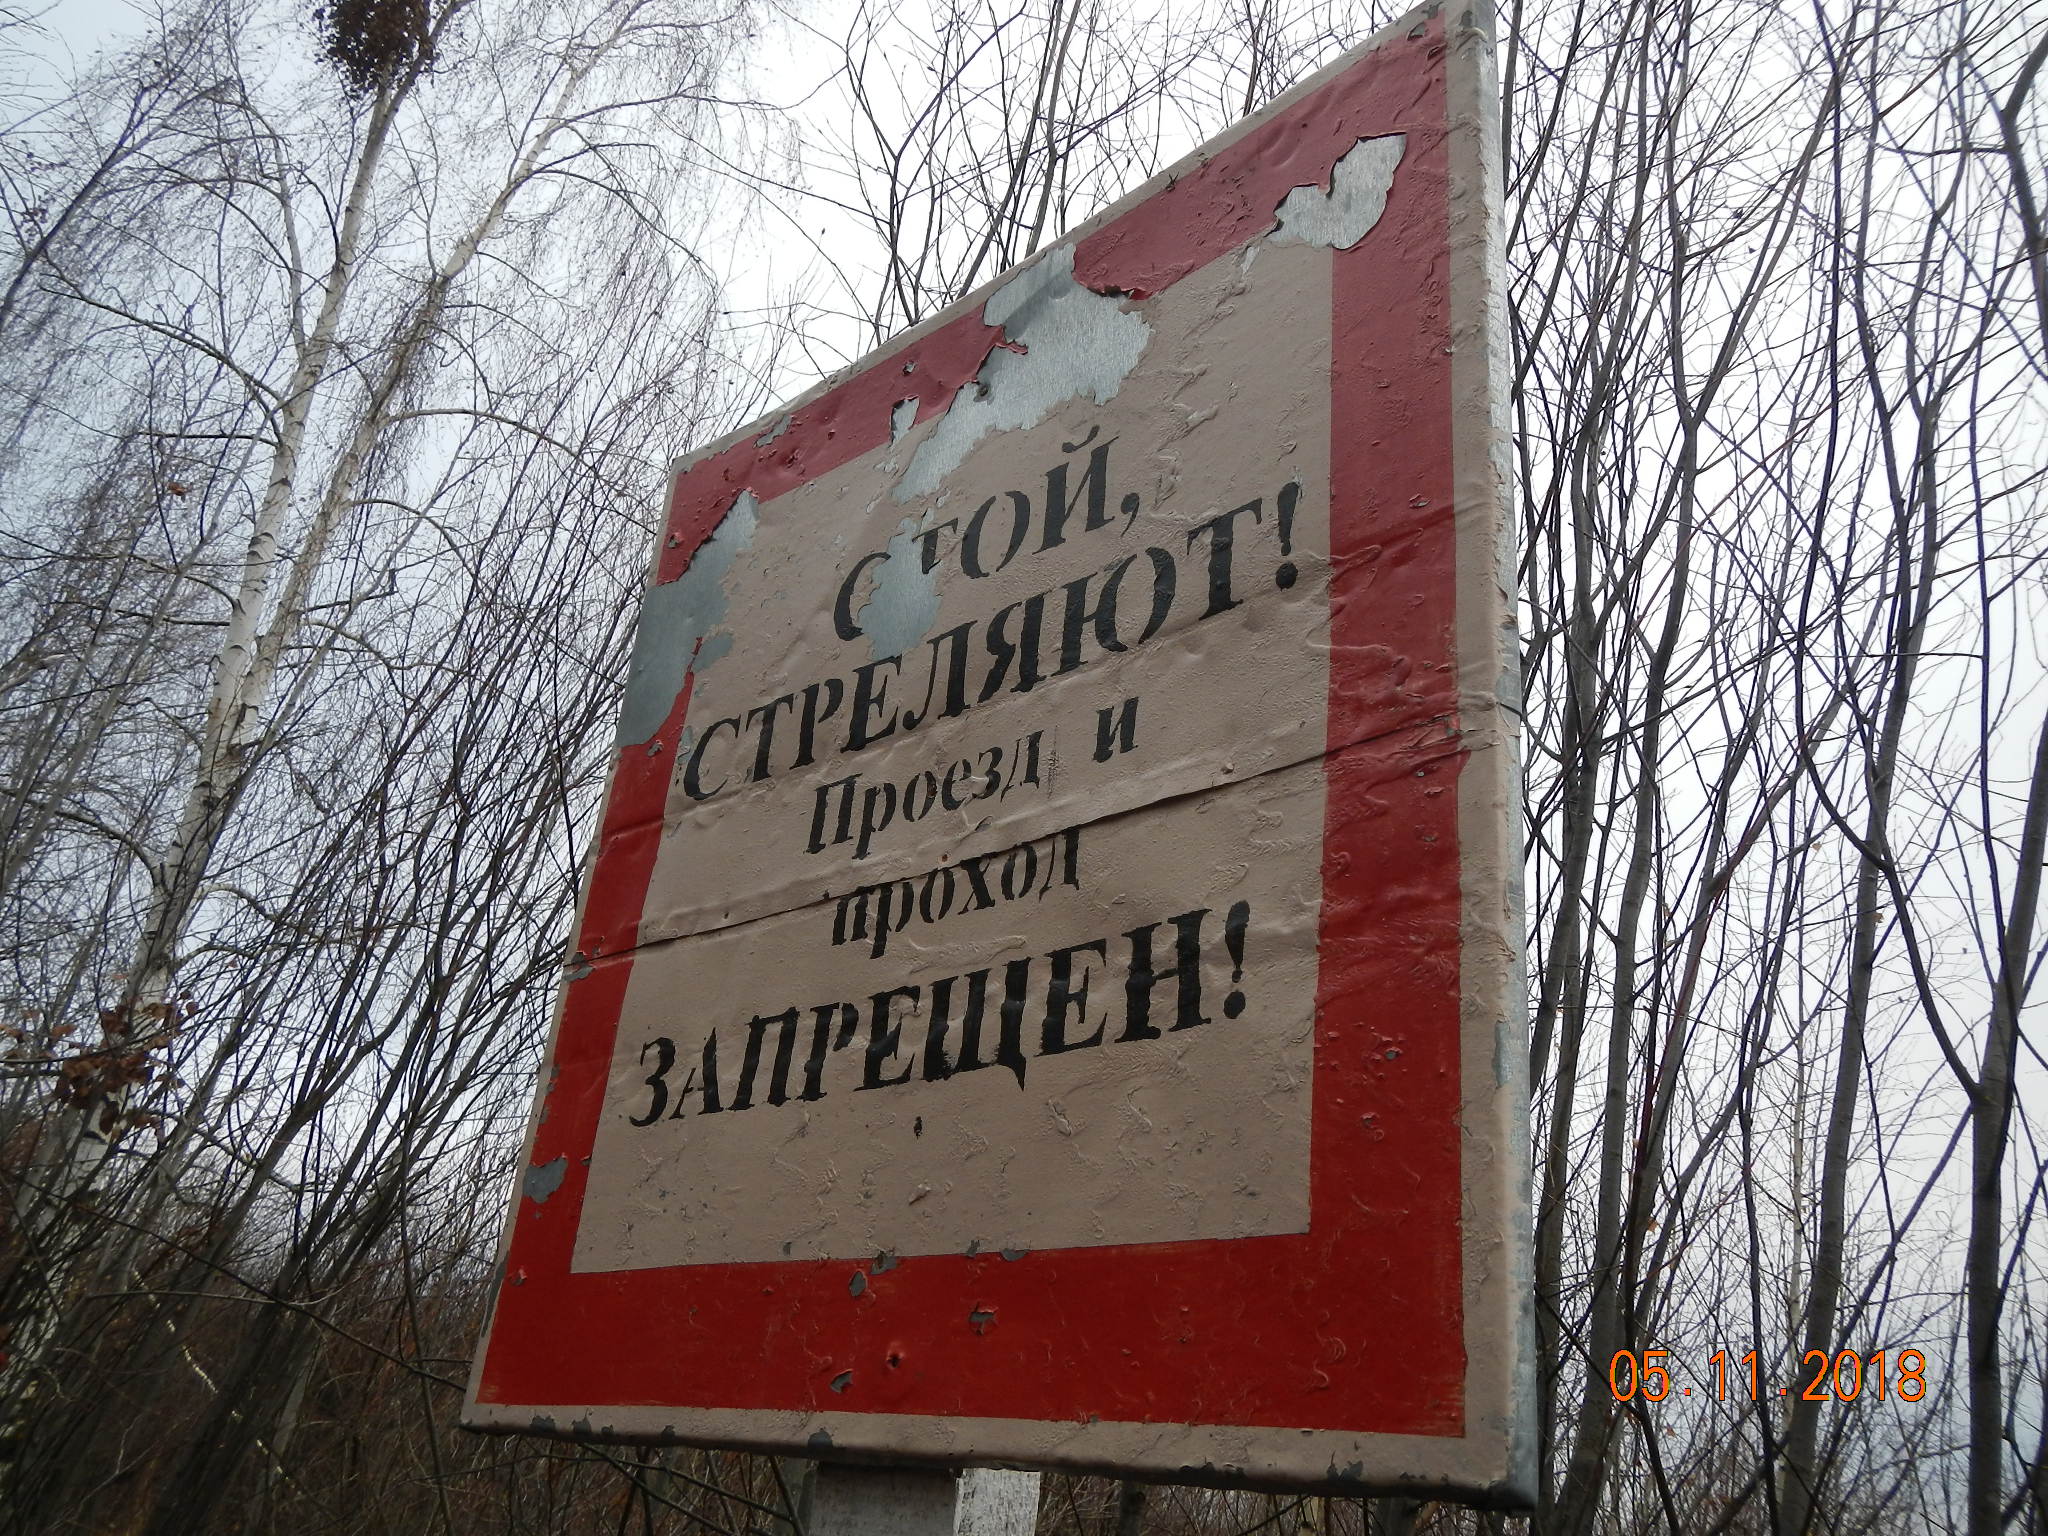 СТОЙ,
СТРЕЛЯЮТ!
Проезд и
проход
ЗАПРЕЩЕН!
05.11.2018